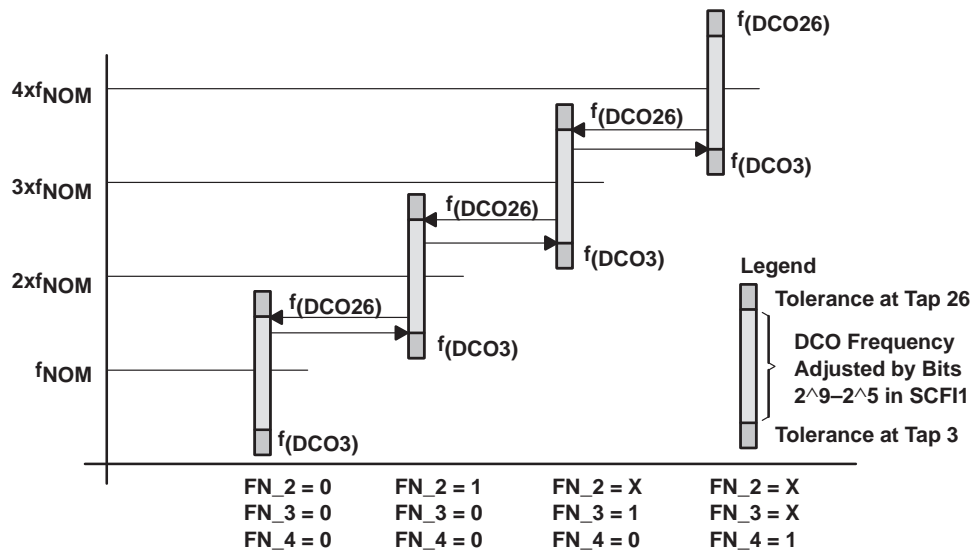 f(DCO26)
4xfNOM
f(DCO26)
f(DCO3)
3xfNOM
f(DCO26)
f(DCO3)
2xfNOM
f(DCO26)
f(DCO3)
fNOM
f(DCO3)
Legend
Tolerance at Tap 26
DCO Frequency
Adjusted by Bits
2^9–2^5 in SCFI1
Tolerance at Tap 3
FN_2 = 0 FN_2 = 1 FN_2 = X FN_2 = X
FN_3 = 0 FN_3 = 0 FN_3 = 1 FN_3 = X
FN_4 = 0 FN_4 = 0 FN_4 = 0 FN_4 = 1